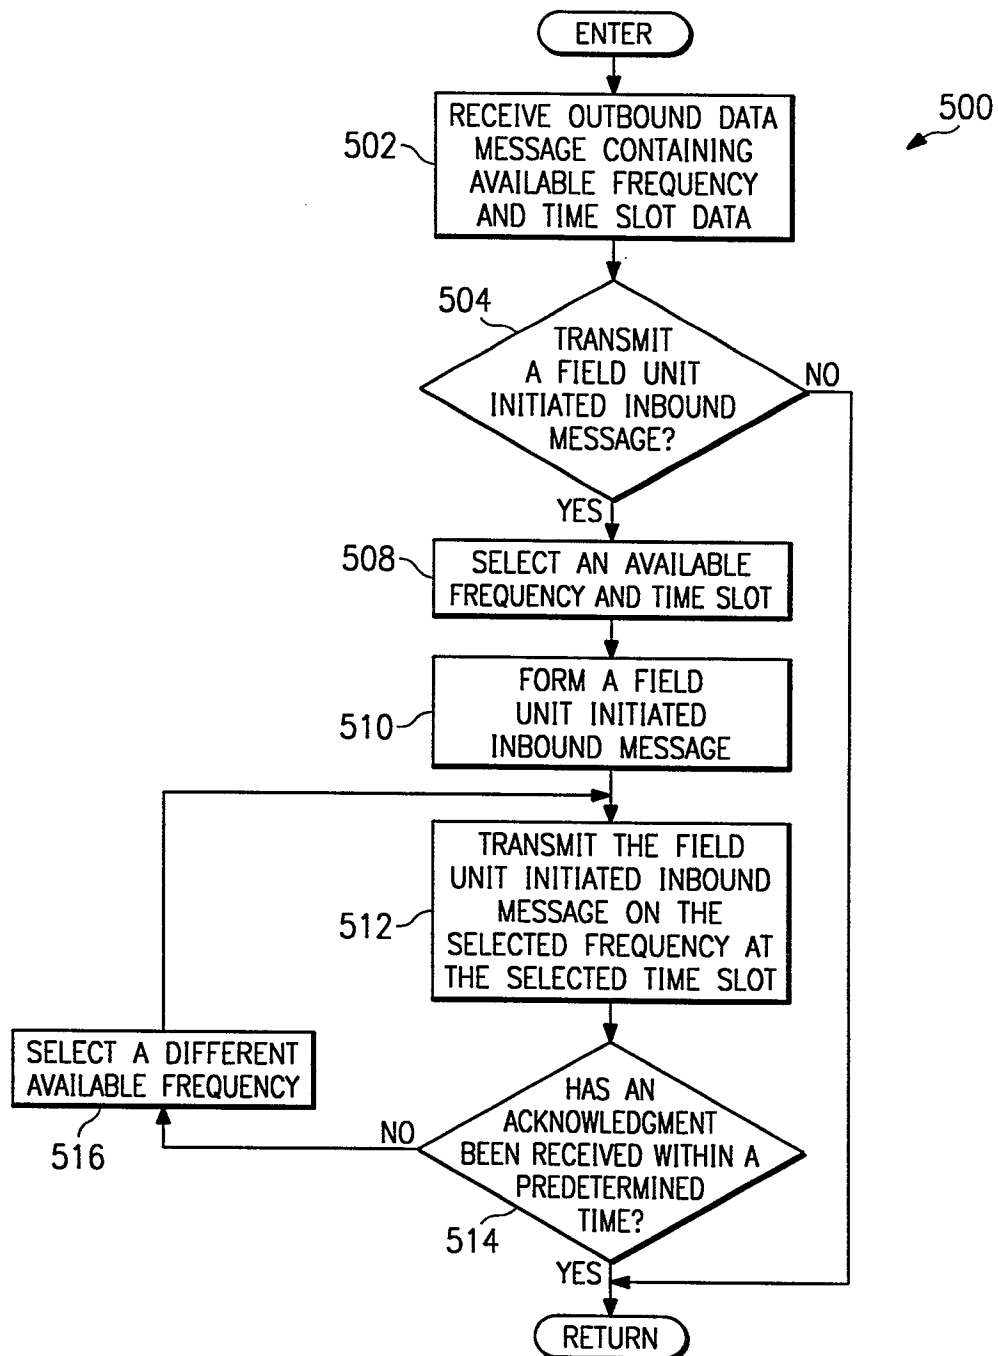 ENTER
500
502
RECEIVE OUTBOUND DATA
MESSAGE CONTAINING
AVAILABLE FREQUENCY
AND TIME SLOT DATA
504
TRANSMIT
A FIELD UNIT
INITIATED INBOUND
MESSAGE?
NO
YES
508
SELECT AN AVAILABLE
FREQUENCY AND TIME SLOT
510
FORM A FIELD
UNIT INITIATED
INBOUND MESSAGE
512
TRANSMIT THE FIELD
UNIT INITIATED INBOUND
MESSAGE ON THE
SELECTED FREQUENCY AT
THE SELECTED TIME SLOT
SELECT A DIFFERENT
AVAILABLE FREQUENCY
516
NO
HAS AN
ACKNOWLEDGMENT
BEEN RECEIVED WITHIN A
PREDETERMINED
TIME?
514
YES
RETURN